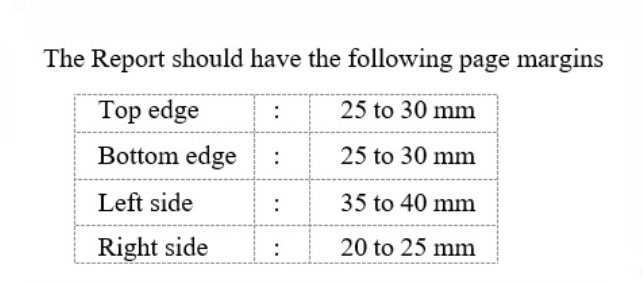 The Report should have the following page margins
Top edge : 25 to 30 mm
Bottom edge : 25 to 30 mm
Left side : 35 to 40 mm
Right side : 20 to 25 mm